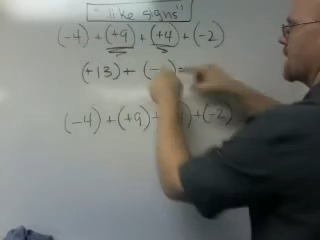 "like signs"
(-4) + (+9) + (+4) + (-2)
(+13) + (-
(-4) + (+9) + ) + (-2)